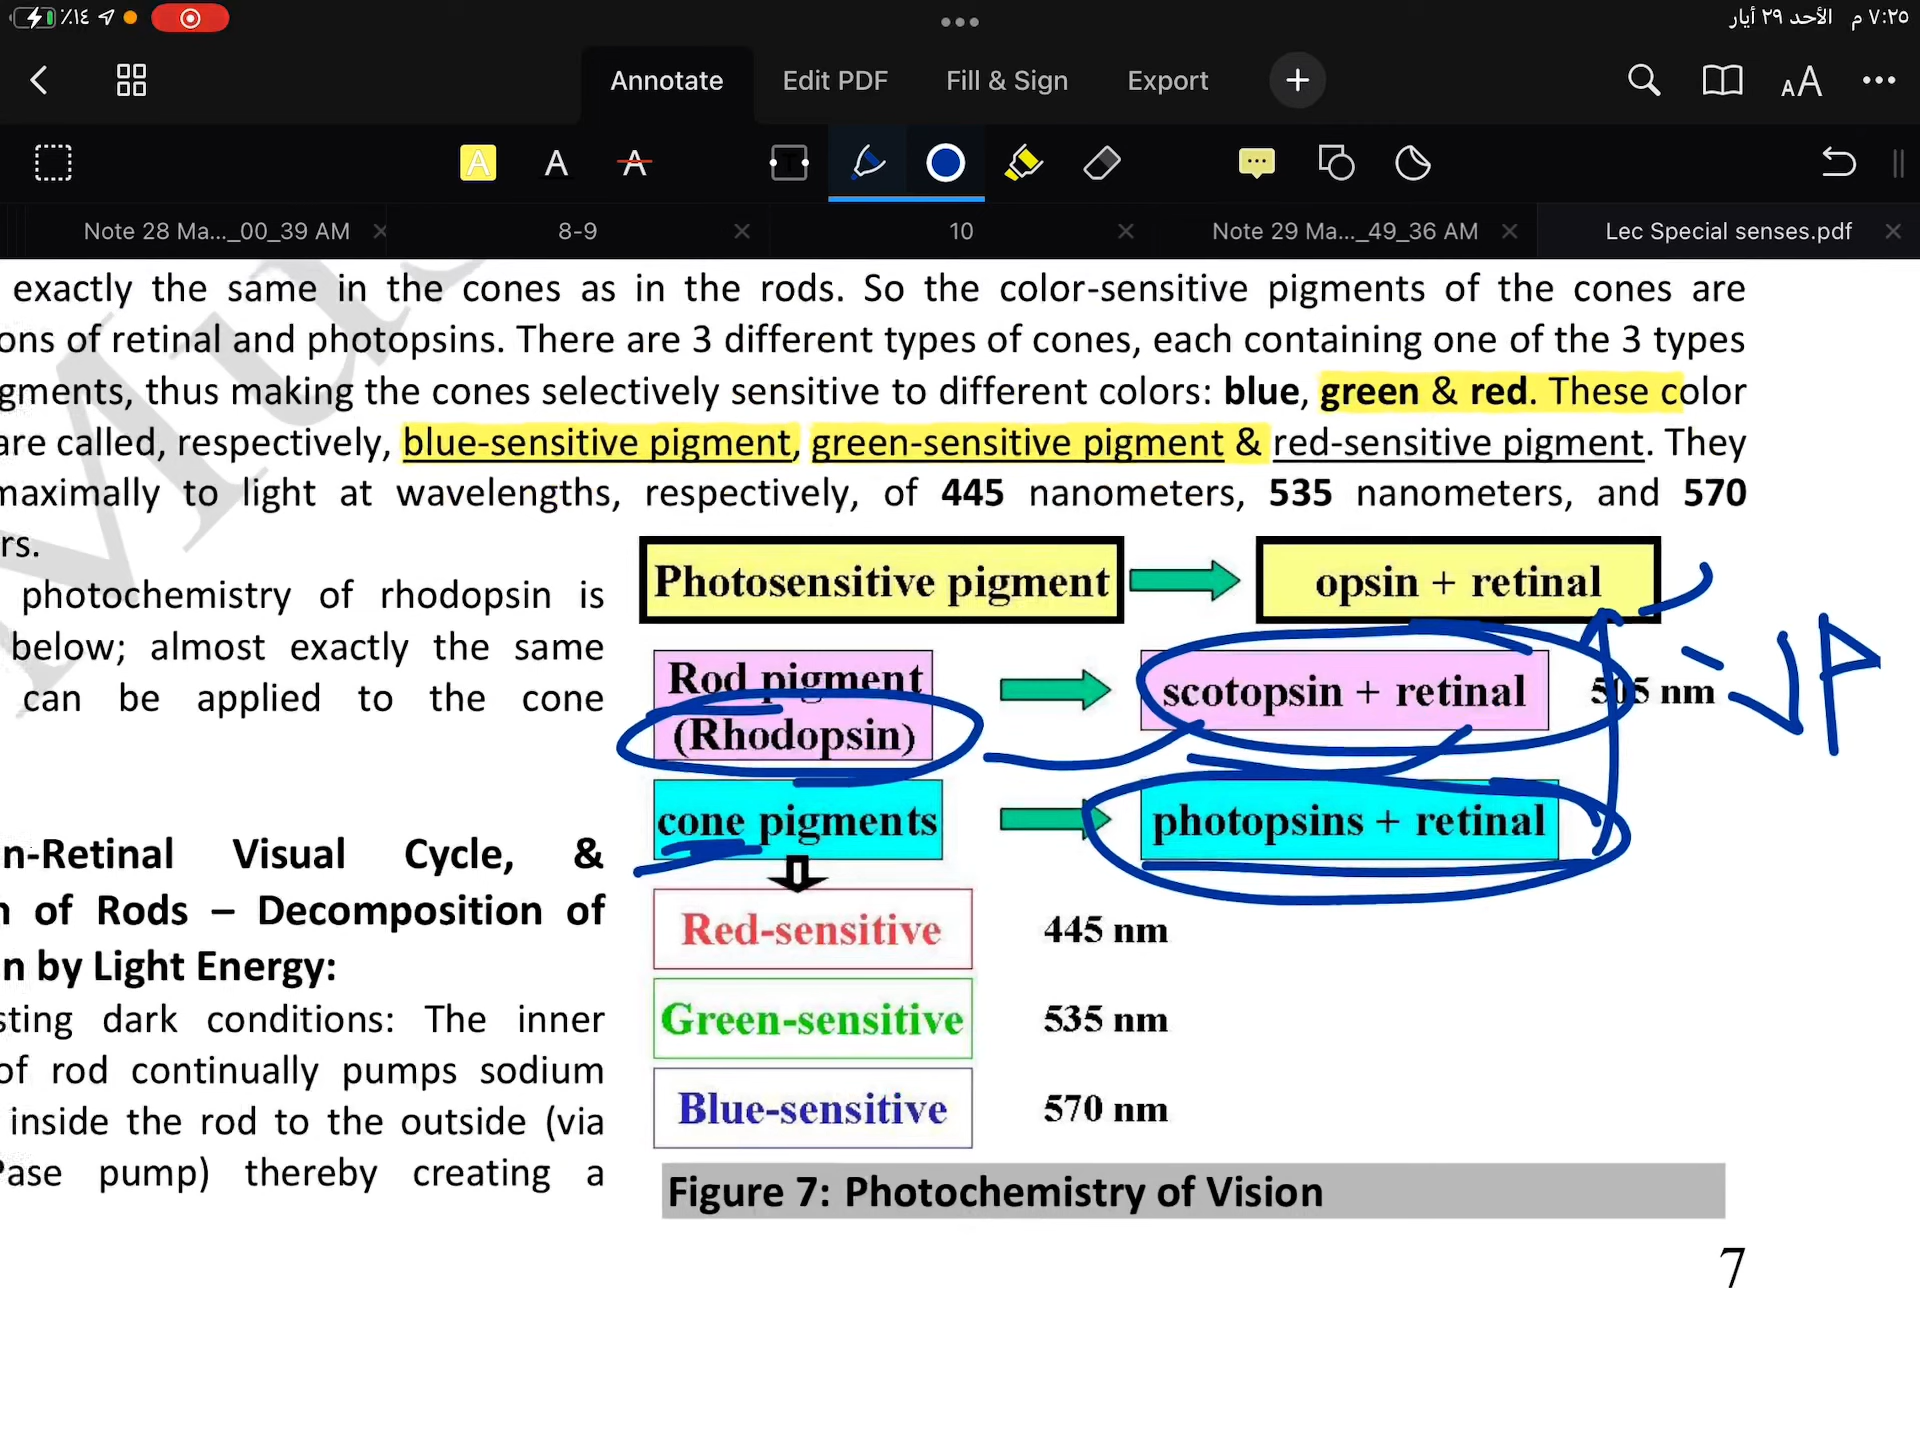 ٪١٤
٧:٢٥ م الأحد ٢٩ أيار
Annotate Edit PDF Fill & Sign Export
AA
A A A T
Note 28 Ma..._00_39 AM 8-9 10 Note 29 Ma..._49_36 AM Lec Special senses.pdf
exactly the same in the cones as in the rods. So the color-sensitive pigments of the cones are
ons of retinal and photopsins. There are 3 different types of cones, each containing one of the 3 types
gments, thus making the cones selectively sensitive to different colors: blue, green & red. These color
are called, respectively, blue-sensitive pigment, green-sensitive pigment & red-sensitive pigment. They
maximally to light at wavelengths, respectively, of 445 nanometers, 535 nanometers, and 570
rs.
photochemistry of rhodopsin is
below; almost exactly the same
can be applied to the cone
n-Retinal Visual Cycle, &
n of Rods – Decomposition of
n by Light Energy:
sting dark conditions: The inner
of rod continually pumps sodium
inside the rod to the outside (via
Pase pump) thereby creating a
Photosensitive pigment opsin + retinal
Rod pigment
(Rhodopsin)
scotopsin + retinal 505 nm
cone pigments photopsins + retinal
Red-sensitive 445 nm
Green-sensitive 535 nm
Blue-sensitive 570 nm
Figure 7: Photochemistry of Vision
7